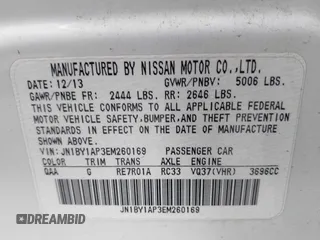 MANUFACTURED BY NISSAN MOTOR CO.,LTD.
DATE: 12/13 GVWR/PNBV: 5006 LBS.
GAWR/PNBE FR: 2444 LBS. RR: 2646 LBS.
THIS VEHICLE CONFORMS TO ALL APPLICABLE FEDERAL
MOTOR VEHICLE SAFETY,BUMPER,AND THEFT PREVENTION
STANDARDS IN EFFECT ON THE DATE OF MANUFACTURE
SHOWN ABOVE.
VIN: JN1BY1AP3EM260169 PASSENGER CAR
COLOR TRIM TRANS AXLE ENGINE
QAA G RE7R01A RC33 VQ37(VHR) 3696CC
JN1BY1AP3EM260169
DEALER AUCTION HISTORY